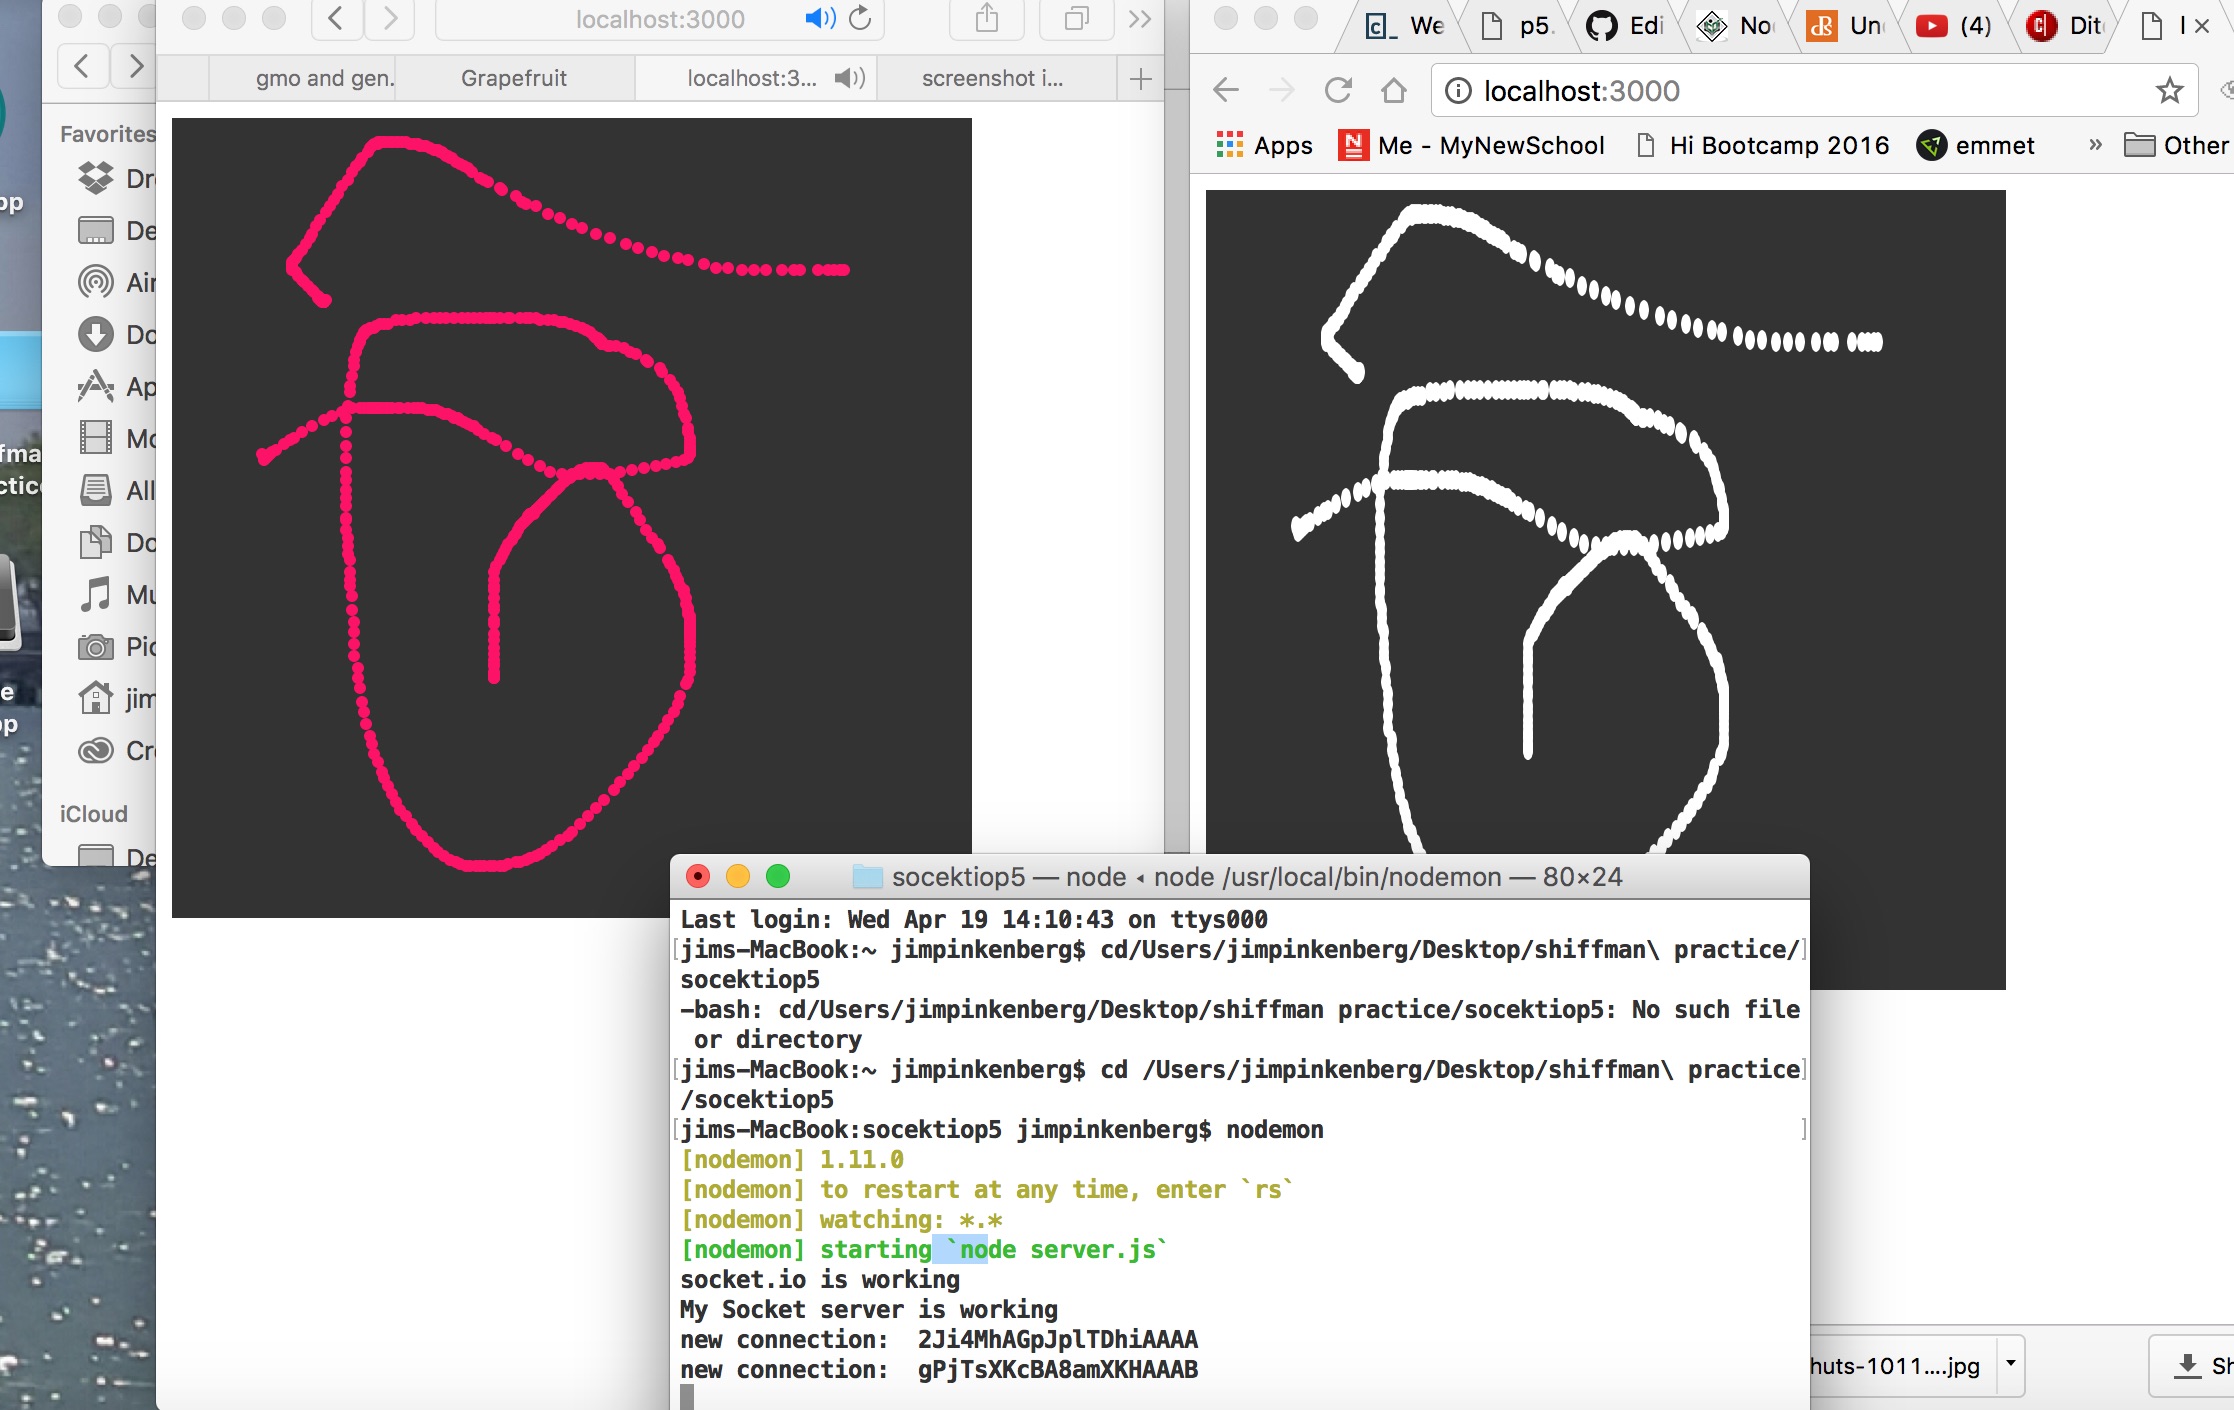 pp
fma
ctic
e
pp
Favorites
Dr
De
Air
Do
Ap
Mo
All
Do
Mu
Pic
jim
Cr
iCloud
De
localhost:3000
gmo and gen.
Grapefruit
localhost:3...
screenshot i...
We
p5.
Edi
No
Un
(4)
Dit
l
localhost:3000
Apps
Me - MyNewSchool
Hi Bootcamp 2016
emmet
»
Other
socektiop5 — node ◂ node /usr/local/bin/nodemon — 80×24
Last login: Wed Apr 19 14:10:43 on ttys000
[jims-MacBook:~ jimpinkenberg$ cd/Users/jimpinkenberg/Desktop/shiffman\ practice/]
socektiop5
-bash: cd/Users/jimpinkenberg/Desktop/shiffman practice/socektiop5: No such file
or directory
[jims-MacBook:~ jimpinkenberg$ cd /Users/jimpinkenberg/Desktop/shiffman\ practice]
/socektiop5
[jims-MacBook:socektiop5 jimpinkenberg$ nodemon ]
[nodemon] 1.11.0
[nodemon] to restart at any time, enter `rs`
[nodemon] watching: *.*
[nodemon] starting `node server.js`
socket.io is working
My Socket server is working
new connection:  2Ji4MhAGpJplTDhiAAAA
new connection:  gPjTsXKcBA8amXKHAAAB
huts-1011....jpg
Sh